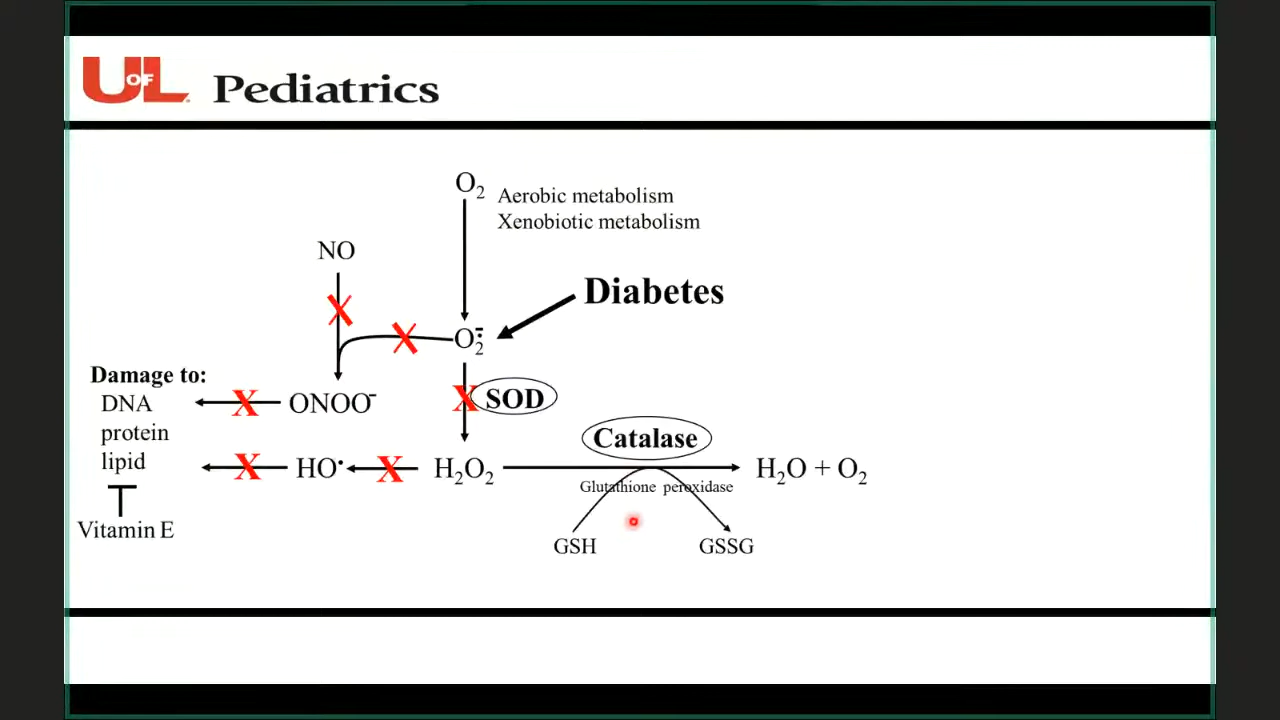 UOFL Pediatrics
O₂ Aerobic metabolism
Xenobiotic metabolism
NO
Diabetes
O₂⁻
Damage to:
DNA
protein
lipid
ONOO⁻
X SOD
Catalase
HO• H₂O₂ H₂O + O₂
Glutathione peroxidase
Vitamin E
GSH GSSG